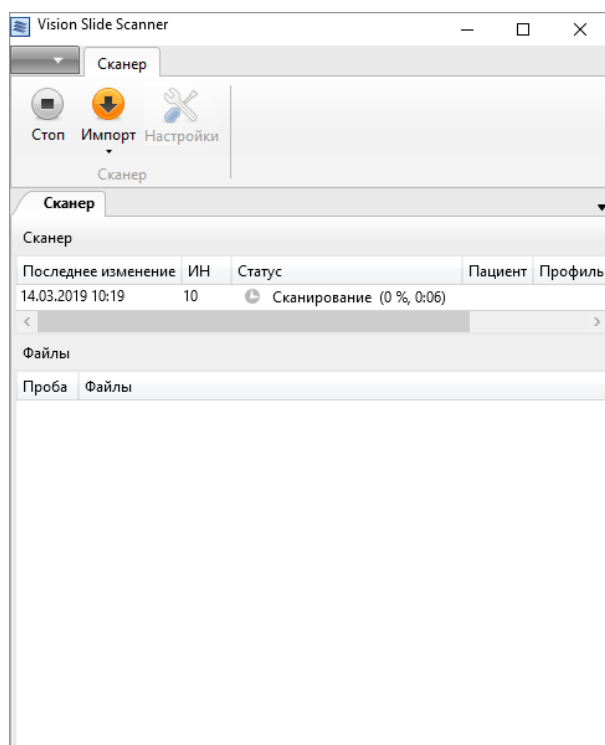 Vision Slide Scanner
Сканер
Стоп Импорт Настройки
Сканер
Сканер
Сканер
Последнее изменение ИН Статус Пациент Профиль
14.03.2019 10:19 10 Сканирование (0 %, 0:06)
Файлы
Проба Файлы